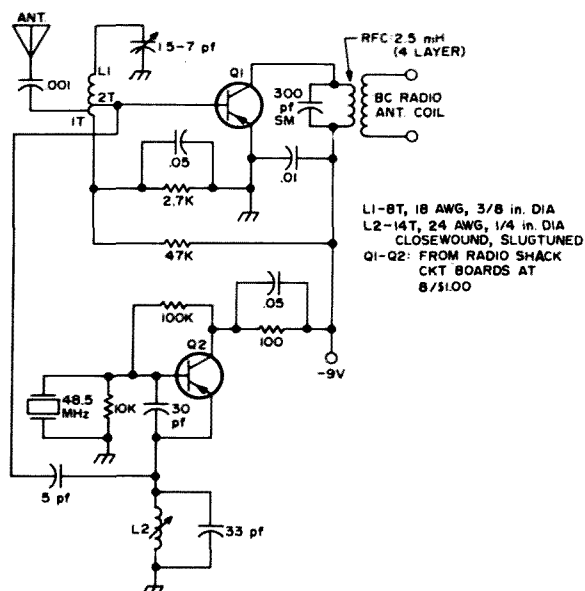 ANT.
.001
L1
2T
1T
1.5-7 pf
Q1
RFC: 2.5 mH
(4 LAYER)
300
pf
SM
BC RADIO
ANT. COIL
.05
2.7K
.01
47K
L1-8T, 18 AWG, 3/8 in. DIA
L2-14T, 24 AWG, 1/4 in. DIA
CLOSEWOUND, SLUGTUNED
Q1-Q2: FROM RADIO SHACK
CKT BOARDS AT
8/$1.00
100K
.05
100
-9V
Q2
48.5
MHz
10K
30
pf
5 pf
L2
33 pf